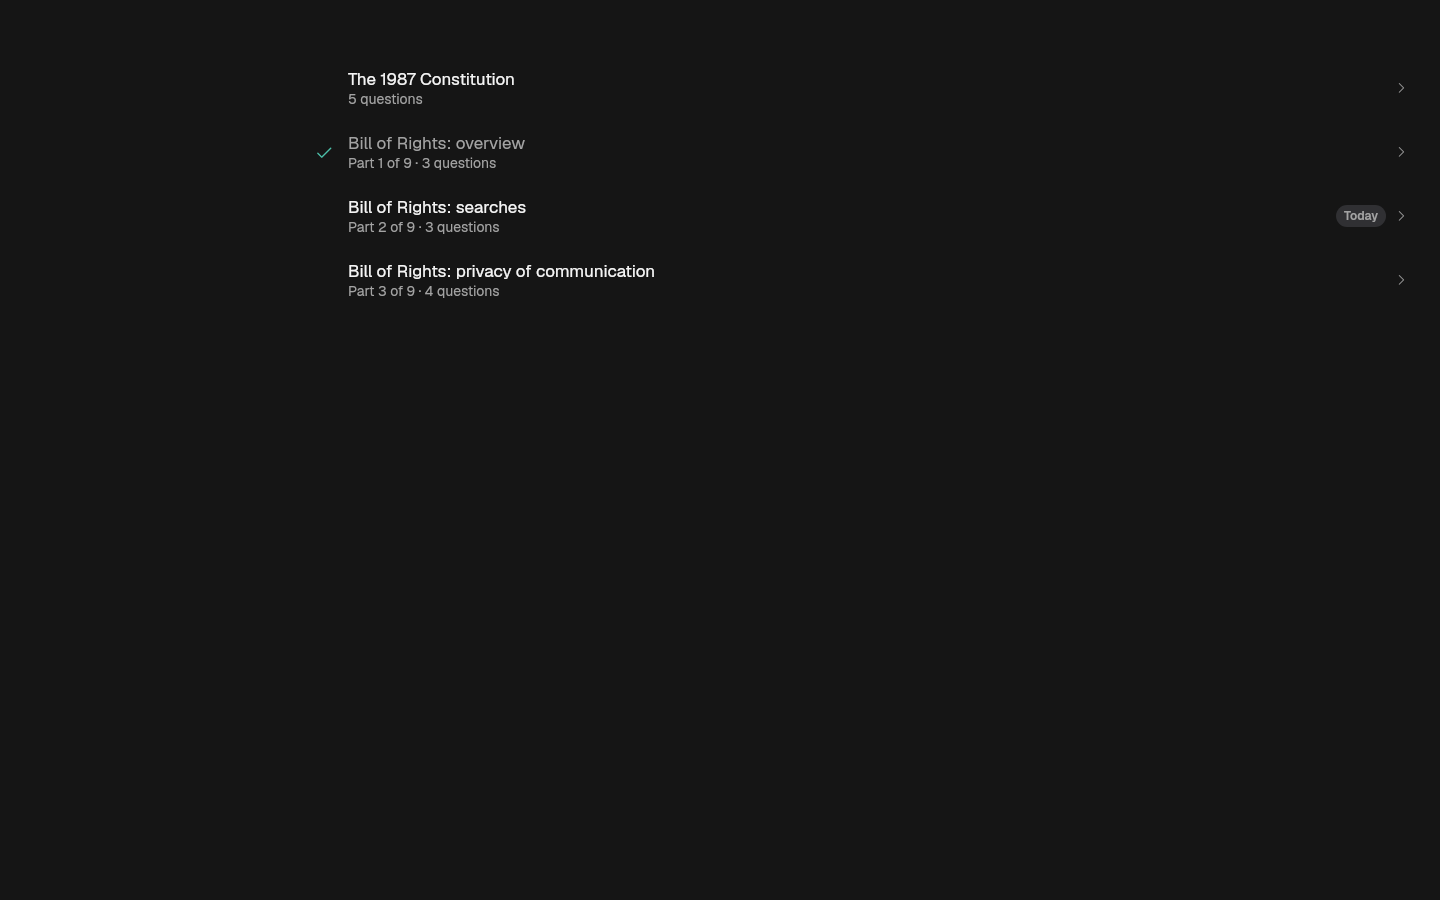 The 1987 Constitution
5 questions
Bill of Rights: overview
Part 1 of 9 · 3 questions
Bill of Rights: searches
Part 2 of 9 · 3 questions
Today
Bill of Rights: privacy of communication
Part 3 of 9 · 4 questions